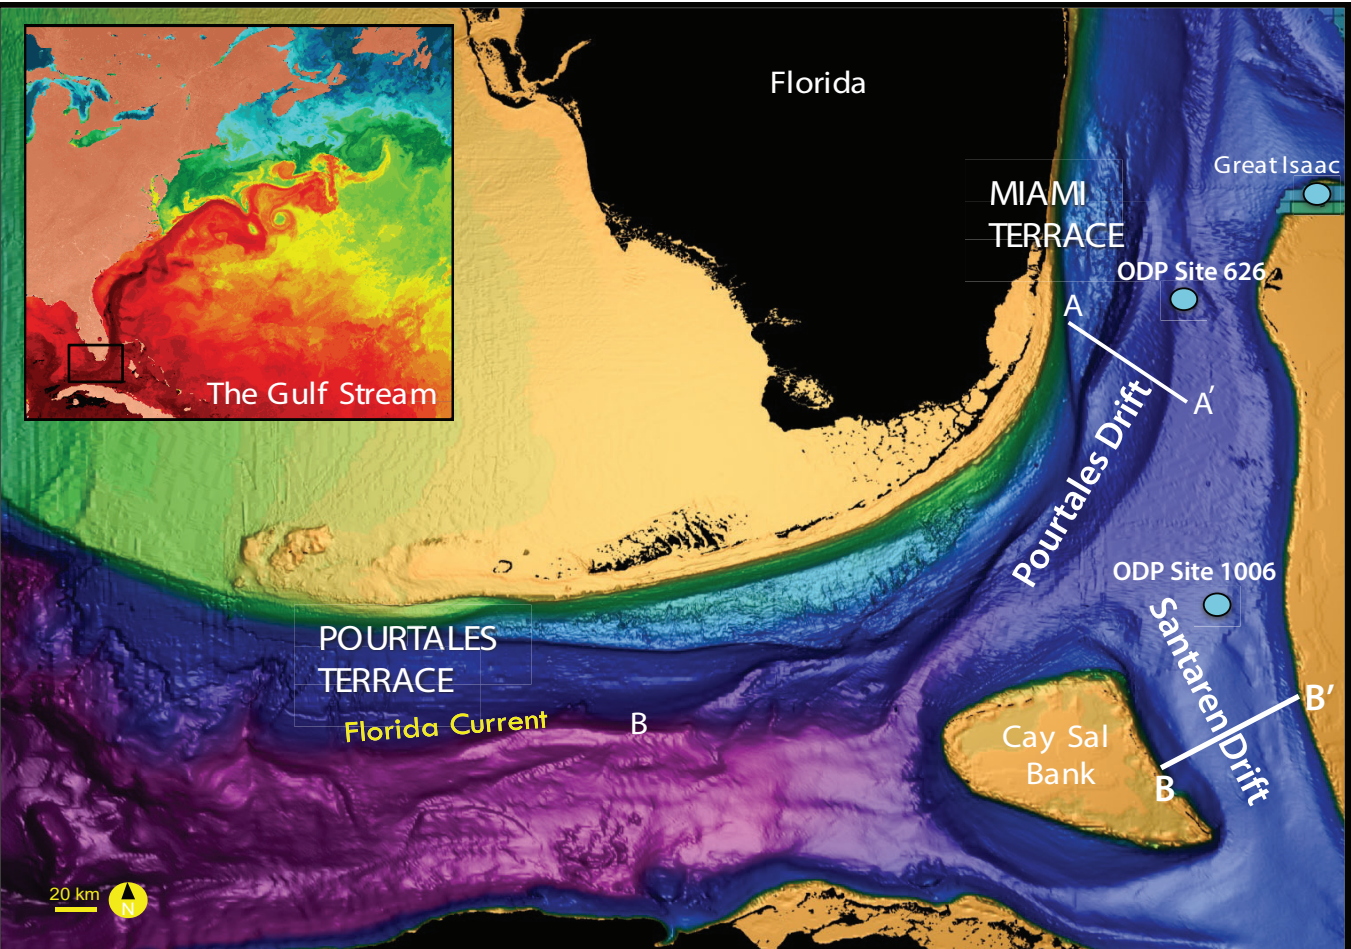 Florida
Great Isaac
MIAMI
TERRACE
ODP Site 626
A
A′
The Gulf Stream
Pourtales Drift
ODP Site 1006
Santaren Drift
POURTALES
TERRACE
Florida Current
B
B′
Cay Sal
Bank
B
20 km
N